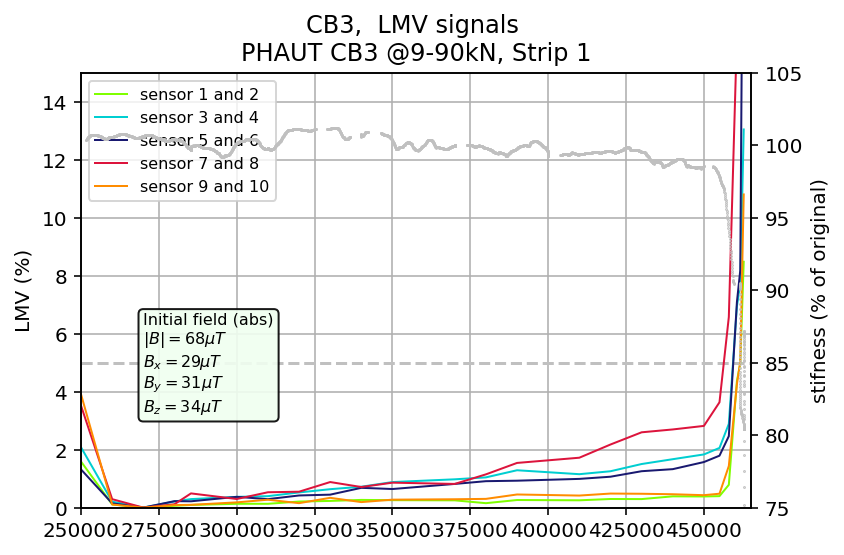 CB3,  LMV signals
PHAUT CB3 @9-90kN, Strip 1
sensor 1 and 2
sensor 3 and 4
sensor 5 and 6
sensor 7 and 8
sensor 9 and 10
Initial field (abs)
|B| = 68μT
Bₓ = 29μT
B_y = 31μT
B_z = 34μT
LMV (%)
14
12
10
8
6
4
2
0
105
100
95
90
85
80
75
stifness (% of original)
250000 275000 300000 325000 350000 375000 400000 425000 450000